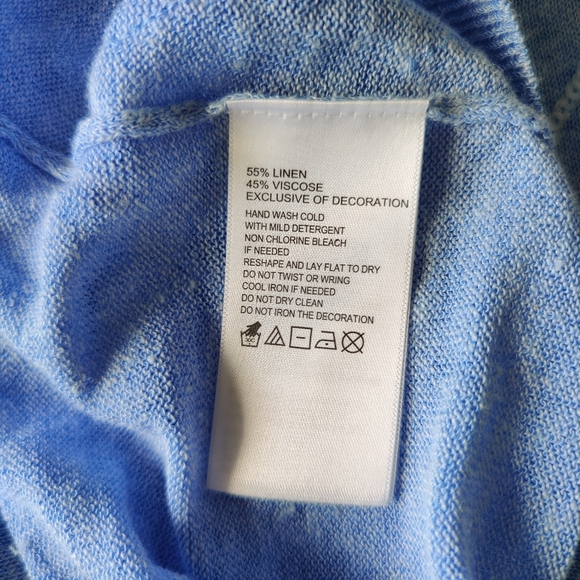 55% LINEN
45% VISCOSE
EXCLUSIVE OF DECORATION
HAND WASH COLD
WITH MILD DETERGENT
NON CHLORINE BLEACH
IF NEEDED
RESHAPE AND LAY FLAT TO DRY
DO NOT TWIST OR WRING
COOL IRON IF NEEDED
DO NOT DRY CLEAN
DO NOT IRON THE DECORATION
30C